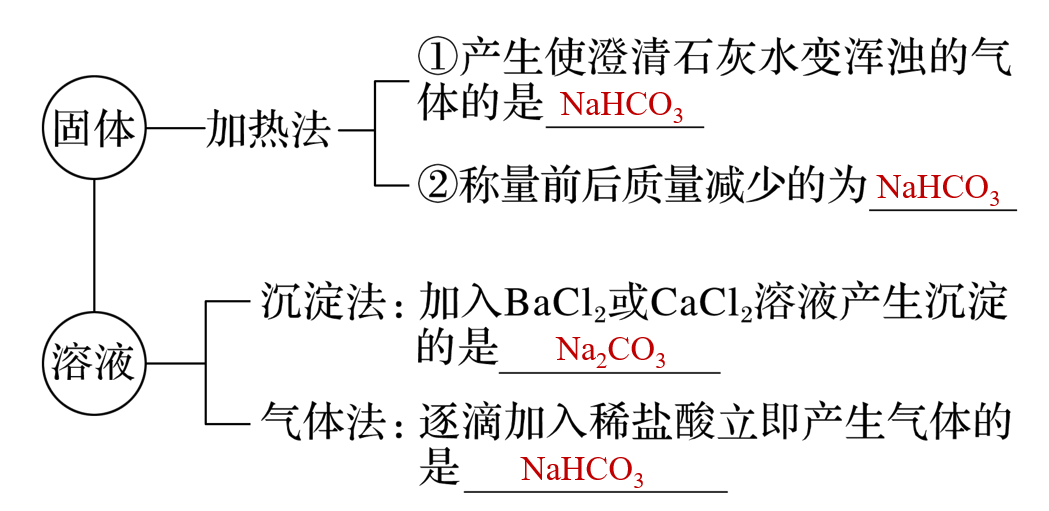 固体
加热法
①产生使澄清石灰水变浑浊的气
体的是 NaHCO₃
②称量前后质量减少的为 NaHCO₃
溶液
沉淀法：加入BaCl₂或CaCl₂溶液产生沉淀
的是 Na₂CO₃
气体法：逐滴加入稀盐酸立即产生气体的
是 NaHCO₃